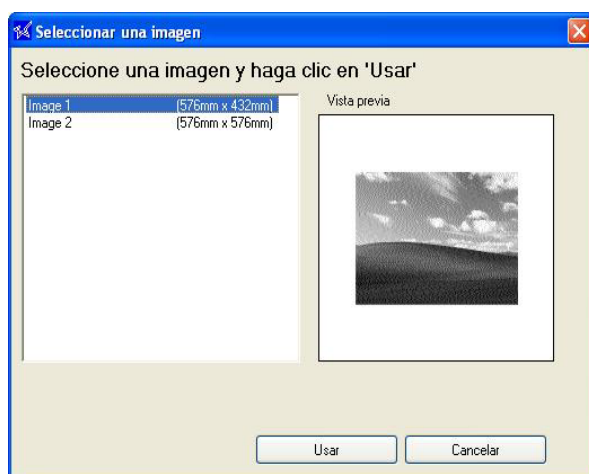 Seleccionar una imagen
Seleccione una imagen y haga clic en 'Usar'
Vista previa
Image 1 (576mm x 432mm)
Image 2 (576mm x 576mm)
Usar Cancelar